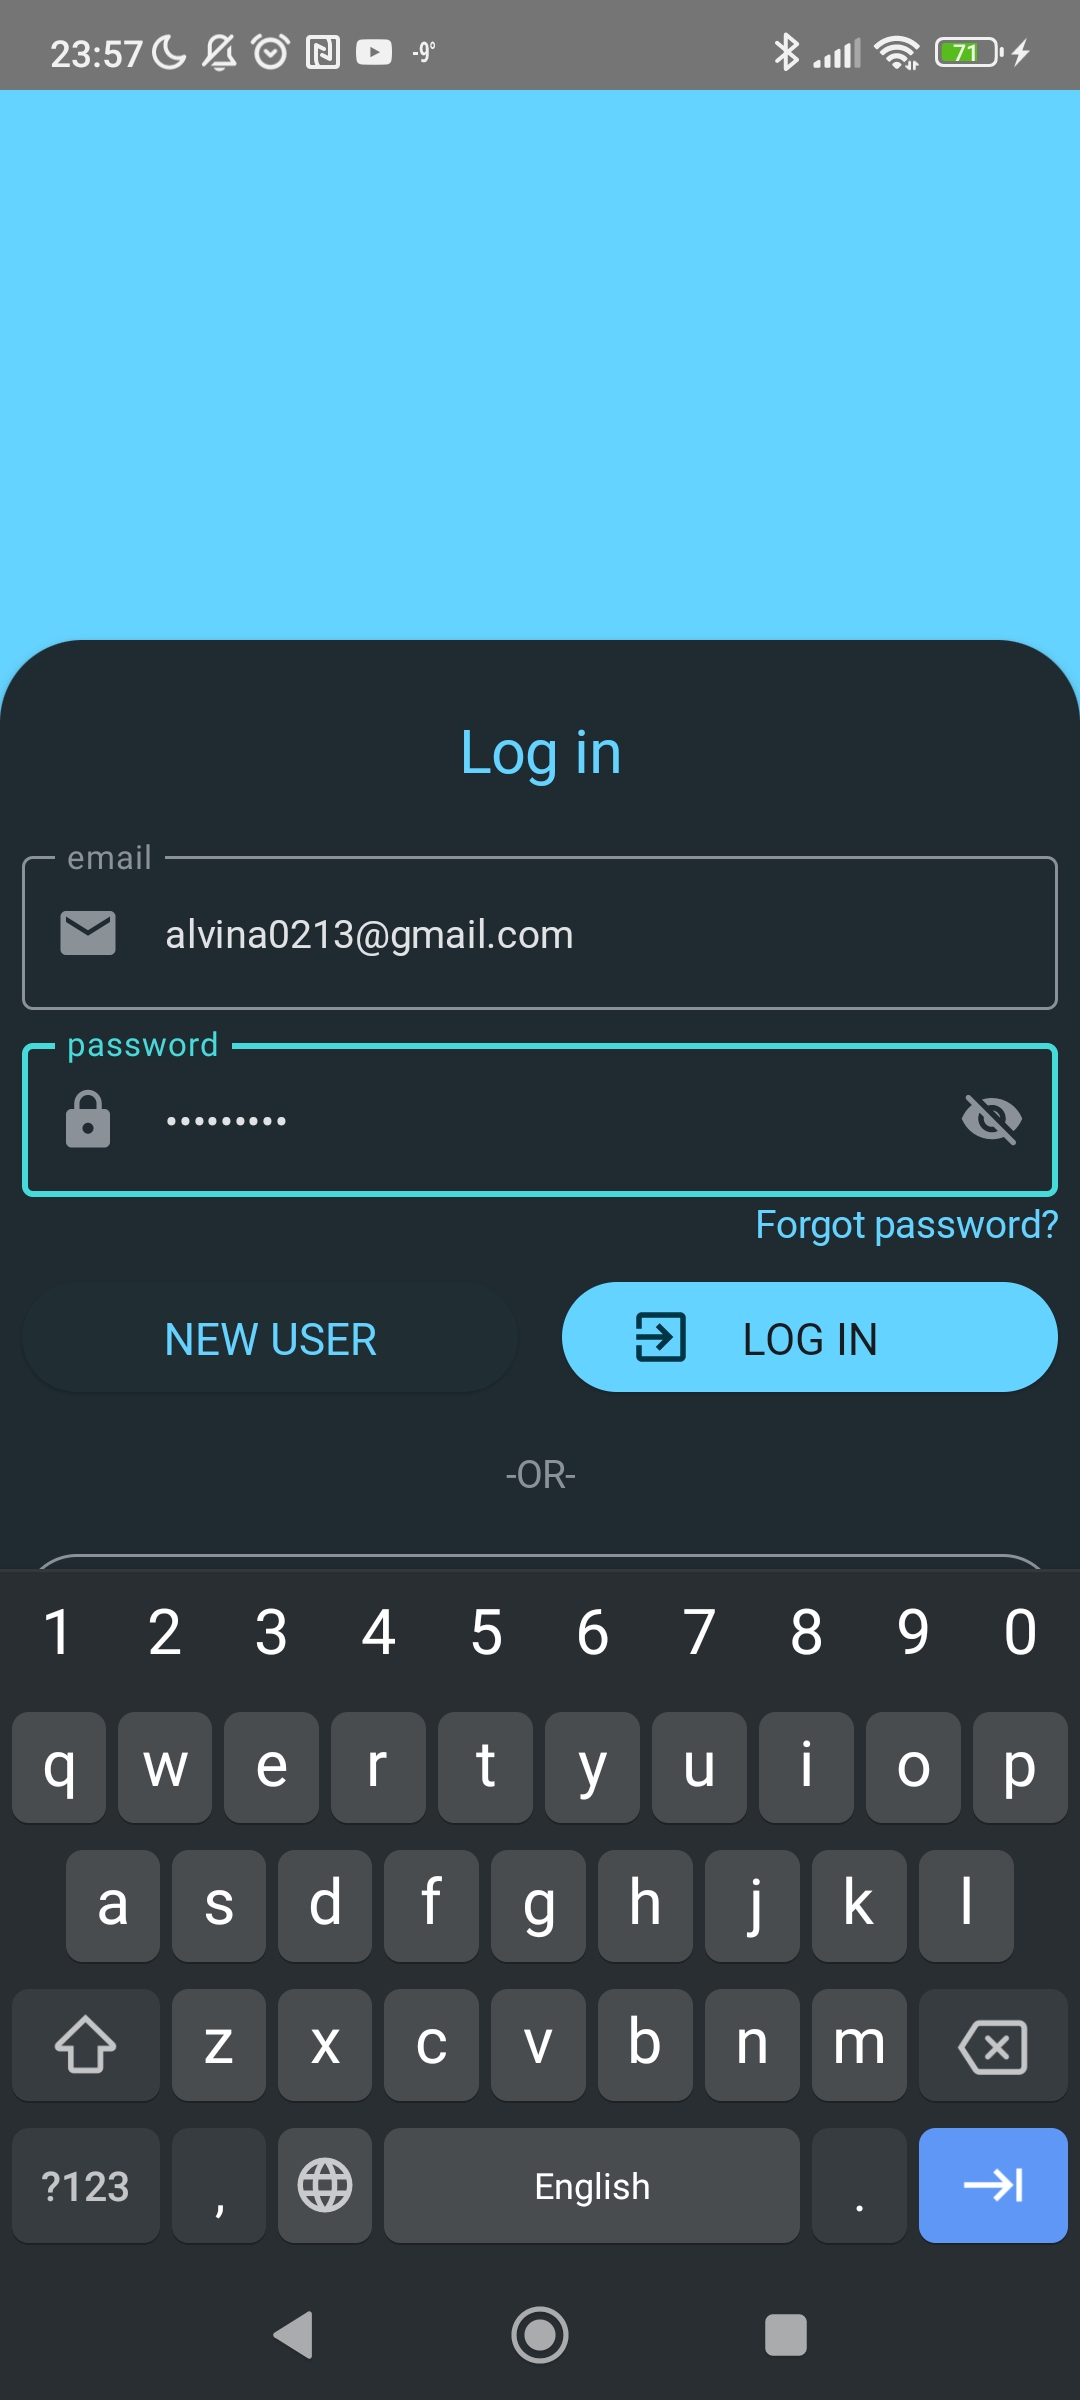 23:57 -9° 71
Log in
email
alvina0213@gmail.com
password
•••••••••
Forgot password?
NEW USER LOG IN
-OR-
1 2 3 4 5 6 7 8 9 0
q w e r t y u i o p
a s d f g h j k l
z x c v b n m
?123 , English .